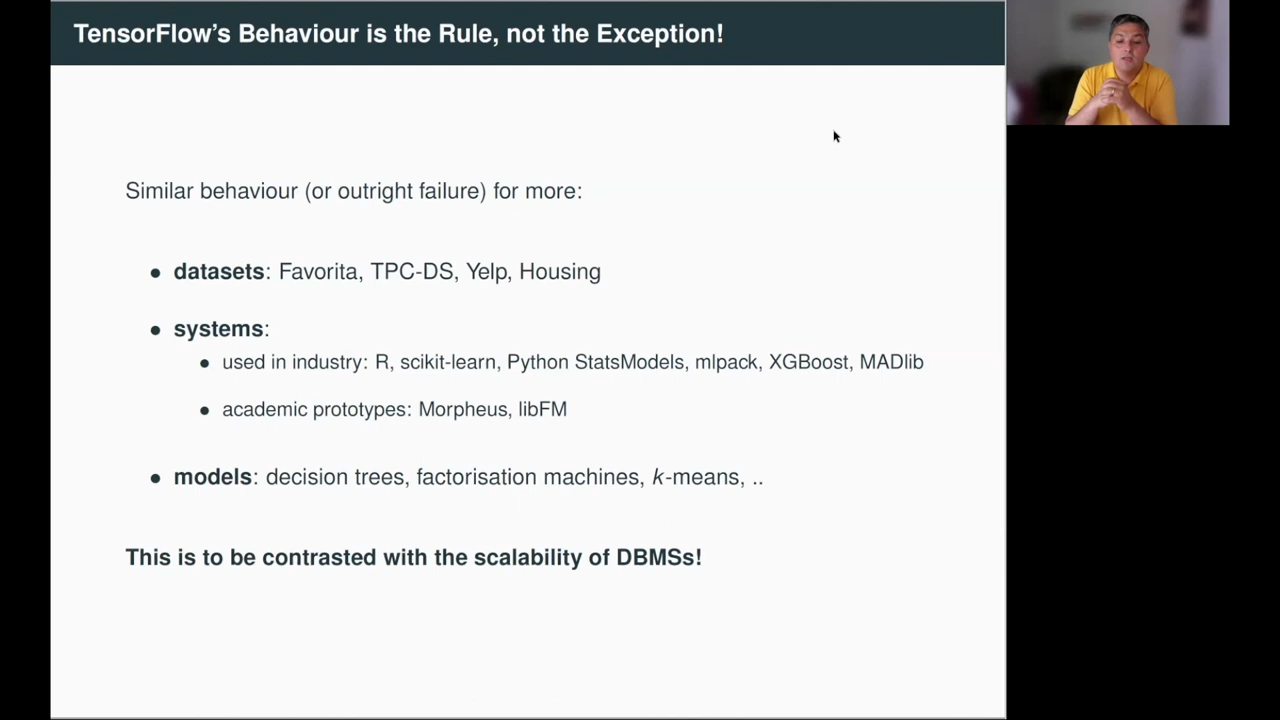 TensorFlow's Behaviour is the Rule, not the Exception!
Similar behaviour (or outright failure) for more:
• datasets: Favorita, TPC-DS, Yelp, Housing
• systems:
• used in industry: R, scikit-learn, Python StatsModels, mlpack, XGBoost, MADlib
• academic prototypes: Morpheus, libFM
• models: decision trees, factorisation machines, k-means, ..
This is to be contrasted with the scalability of DBMSs!